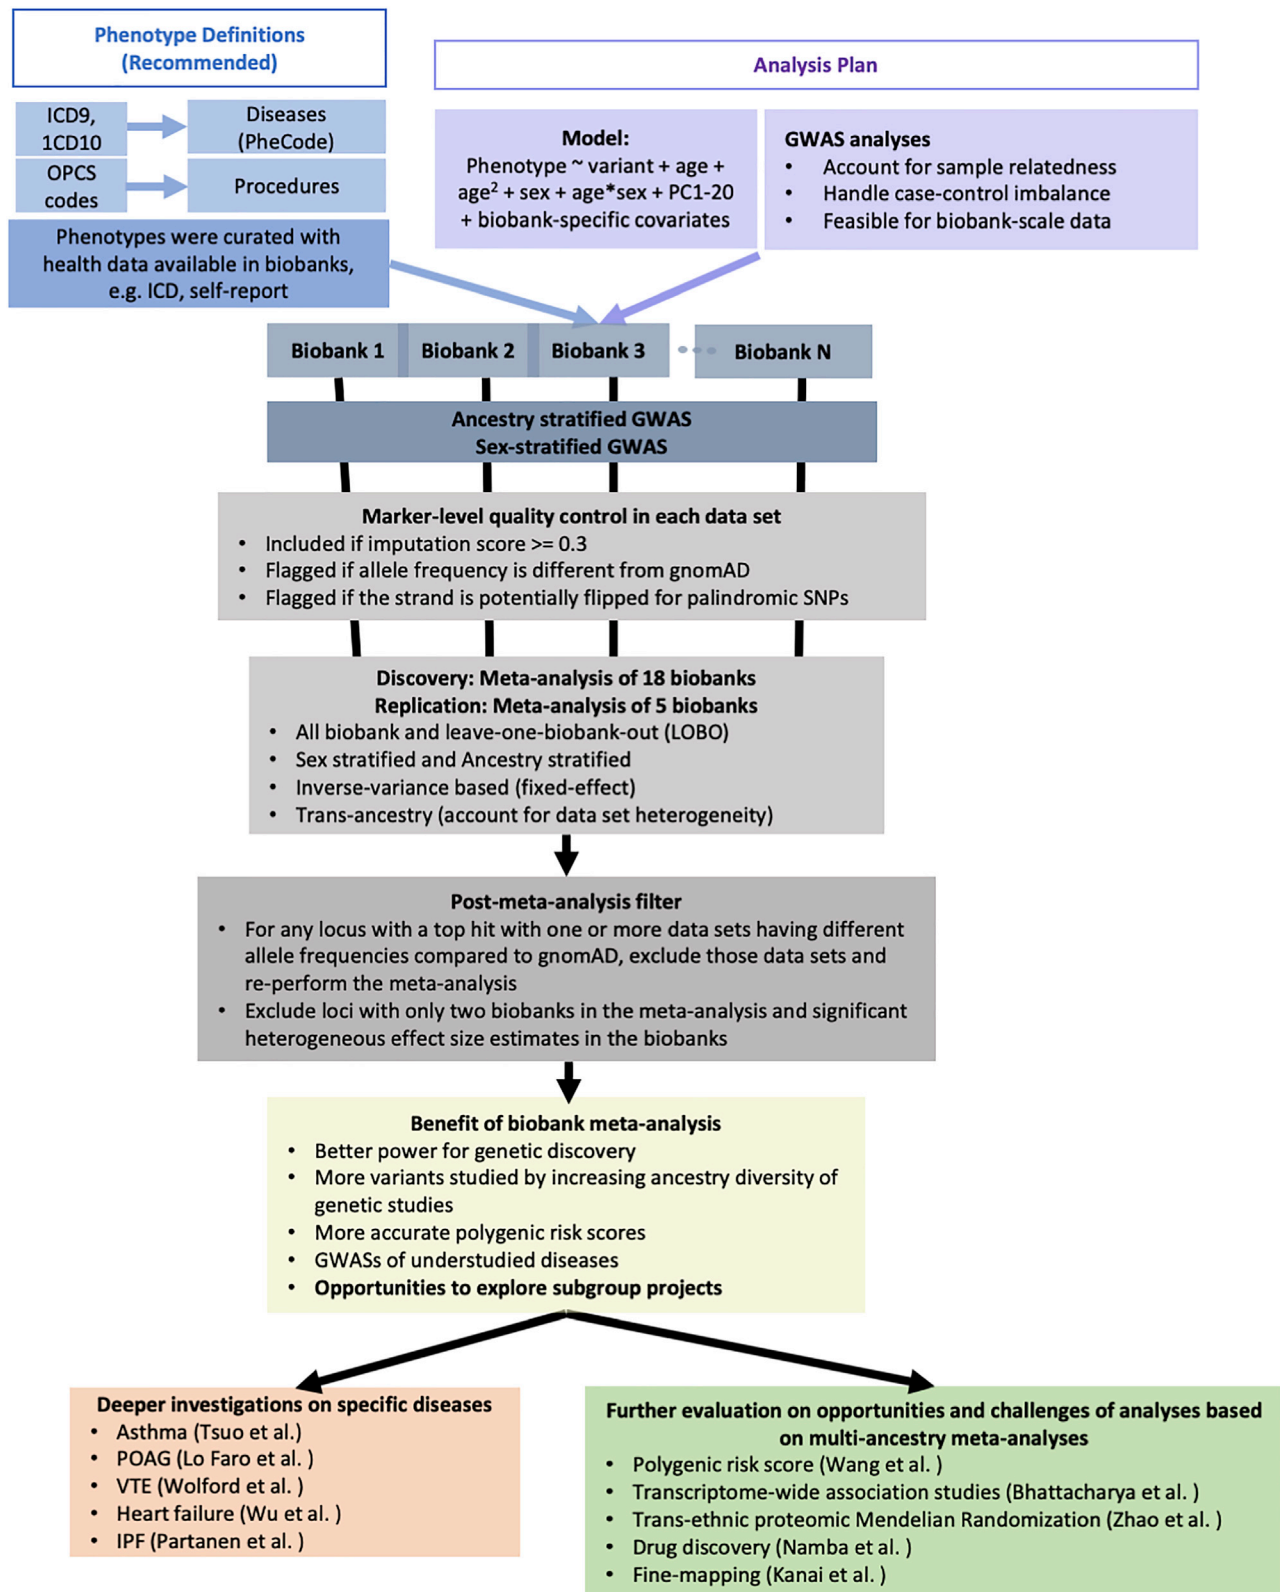 Phenotype Definitions
(Recommended)
ICD9,
1CD10
Diseases
(PheCode)
OPCS
codes
Procedures
Phenotypes were curated with
health data available in biobanks,
e.g. ICD, self-report
Analysis Plan
Model:
Phenotype ~ variant + age +
age² + sex + age*sex + PC1-20
+ biobank-specific covariates
GWAS analyses
• Account for sample relatedness
• Handle case-control imbalance
• Feasible for biobank-scale data
Biobank 1
Biobank 2
Biobank 3
Biobank N
Ancestry stratified GWAS
Sex-stratified GWAS
Marker-level quality control in each data set
• Included if imputation score >= 0.3
• Flagged if allele frequency is different from gnomAD
• Flagged if the strand is potentially flipped for palindromic SNPs
Discovery: Meta-analysis of 18 biobanks
Replication: Meta-analysis of 5 biobanks
• All biobank and leave-one-biobank-out (LOBO)
• Sex stratified and Ancestry stratified
• Inverse-variance based (fixed-effect)
• Trans-ancestry (account for data set heterogeneity)
Post-meta-analysis filter
• For any locus with a top hit with one or more data sets having different
allele frequencies compared to gnomAD, exclude those data sets and
re-perform the meta-analysis
• Exclude loci with only two biobanks in the meta-analysis and significant
heterogeneous effect size estimates in the biobanks
Benefit of biobank meta-analysis
• Better power for genetic discovery
• More variants studied by increasing ancestry diversity of
genetic studies
• More accurate polygenic risk scores
• GWASs of understudied diseases
• Opportunities to explore subgroup projects
Deeper investigations on specific diseases
• Asthma (Tsuo et al.)
• POAG (Lo Faro et al. )
• VTE (Wolford et al. )
• Heart failure (Wu et al. )
• IPF (Partanen et al. )
Further evaluation on opportunities and challenges of analyses based
on multi-ancestry meta-analyses
• Polygenic risk score (Wang et al. )
• Transcriptome-wide association studies (Bhattacharya et al. )
• Trans-ethnic proteomic Mendelian Randomization (Zhao et al. )
• Drug discovery (Namba et al. )
• Fine-mapping (Kanai et al. )